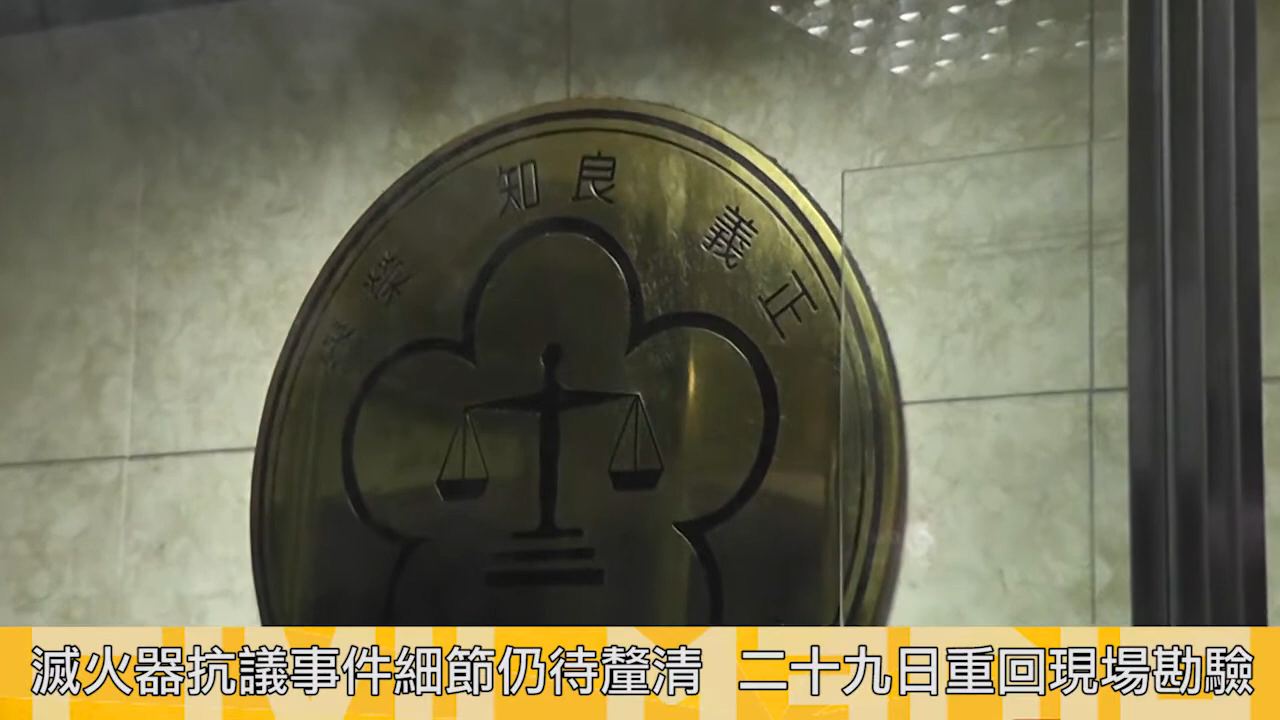 正義 良知
滅火器抗議事件細節仍待釐清 二十九日重回現場勘驗